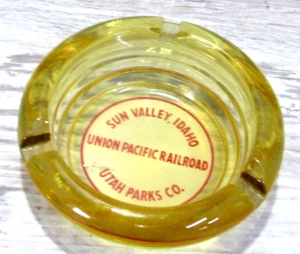 SUN VALLEY, IDAHO
UNION PACIFIC RAILROAD
UTAH PARKS CO.